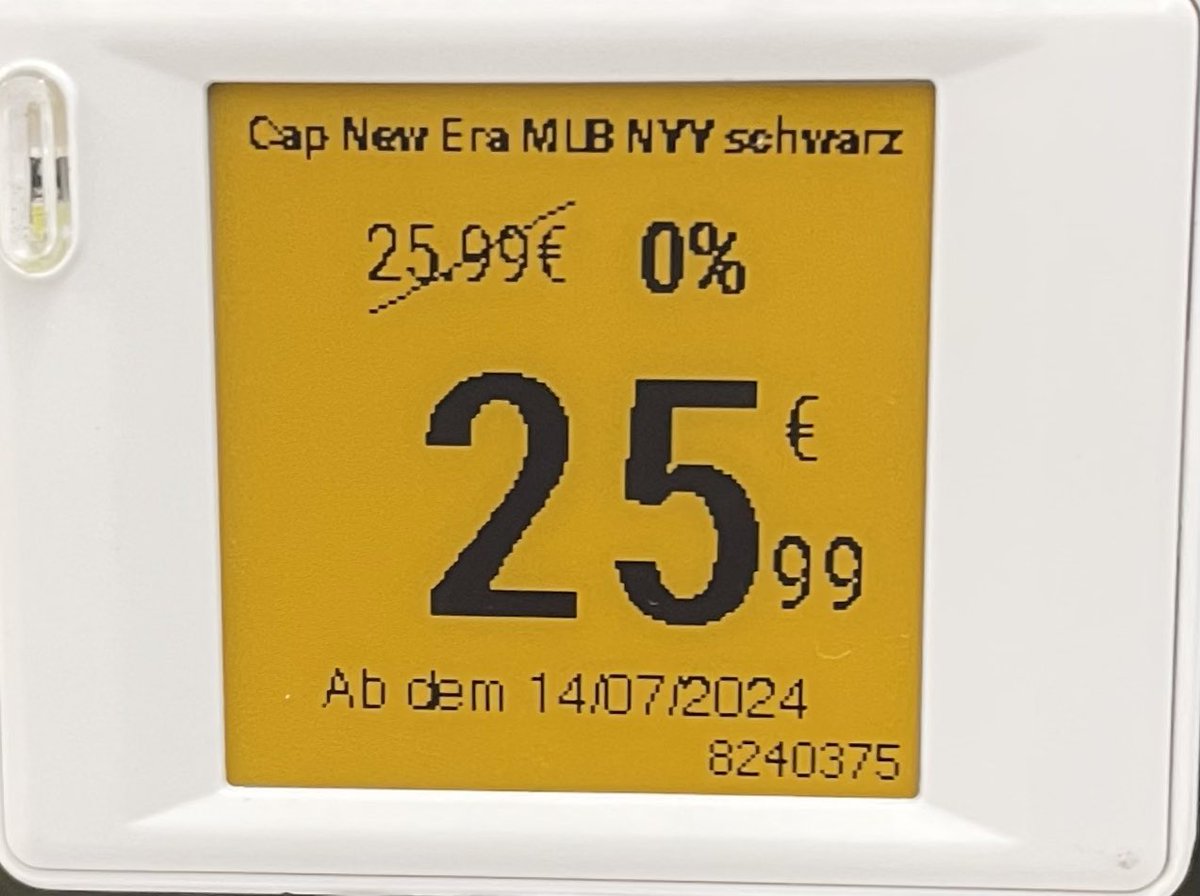 Cap New Era MLB NYY schwarz
25.99€ 0%
25€99
Ab dem 14/07/2024
8240375